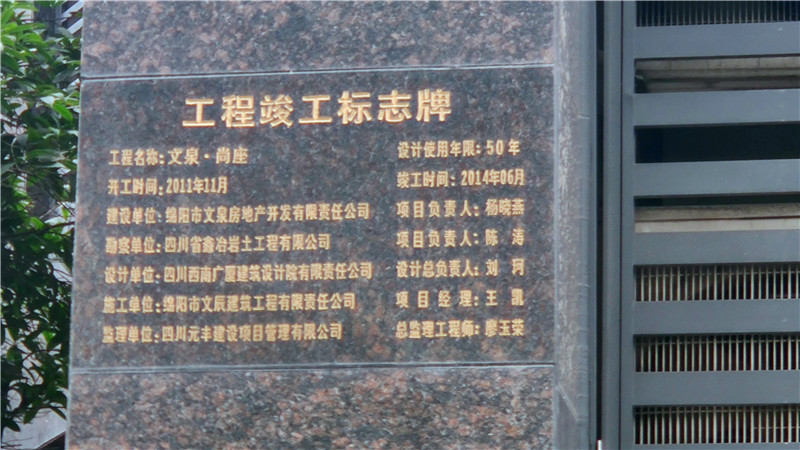 工程竣工标志牌
工程名称：文泉·尚座 设计使用年限：50年
开工时间：2011年11月 竣工时间：2014年06月
建设单位：绵阳市文泉房地产开发有限责任公司 项目负责人：杨晓燕
勘察单位：四川省鑫冶岩土工程有限公司 项目负责人：陈涛
设计单位：四川西南广厦建筑设计院有限责任公司 设计总负责人：刘珂
施工单位：绵阳市文辰建筑工程有限责任公司 项目经理：王凯
监理单位：四川元丰建设项目管理有限公司 总监理工程师：廖玉荣